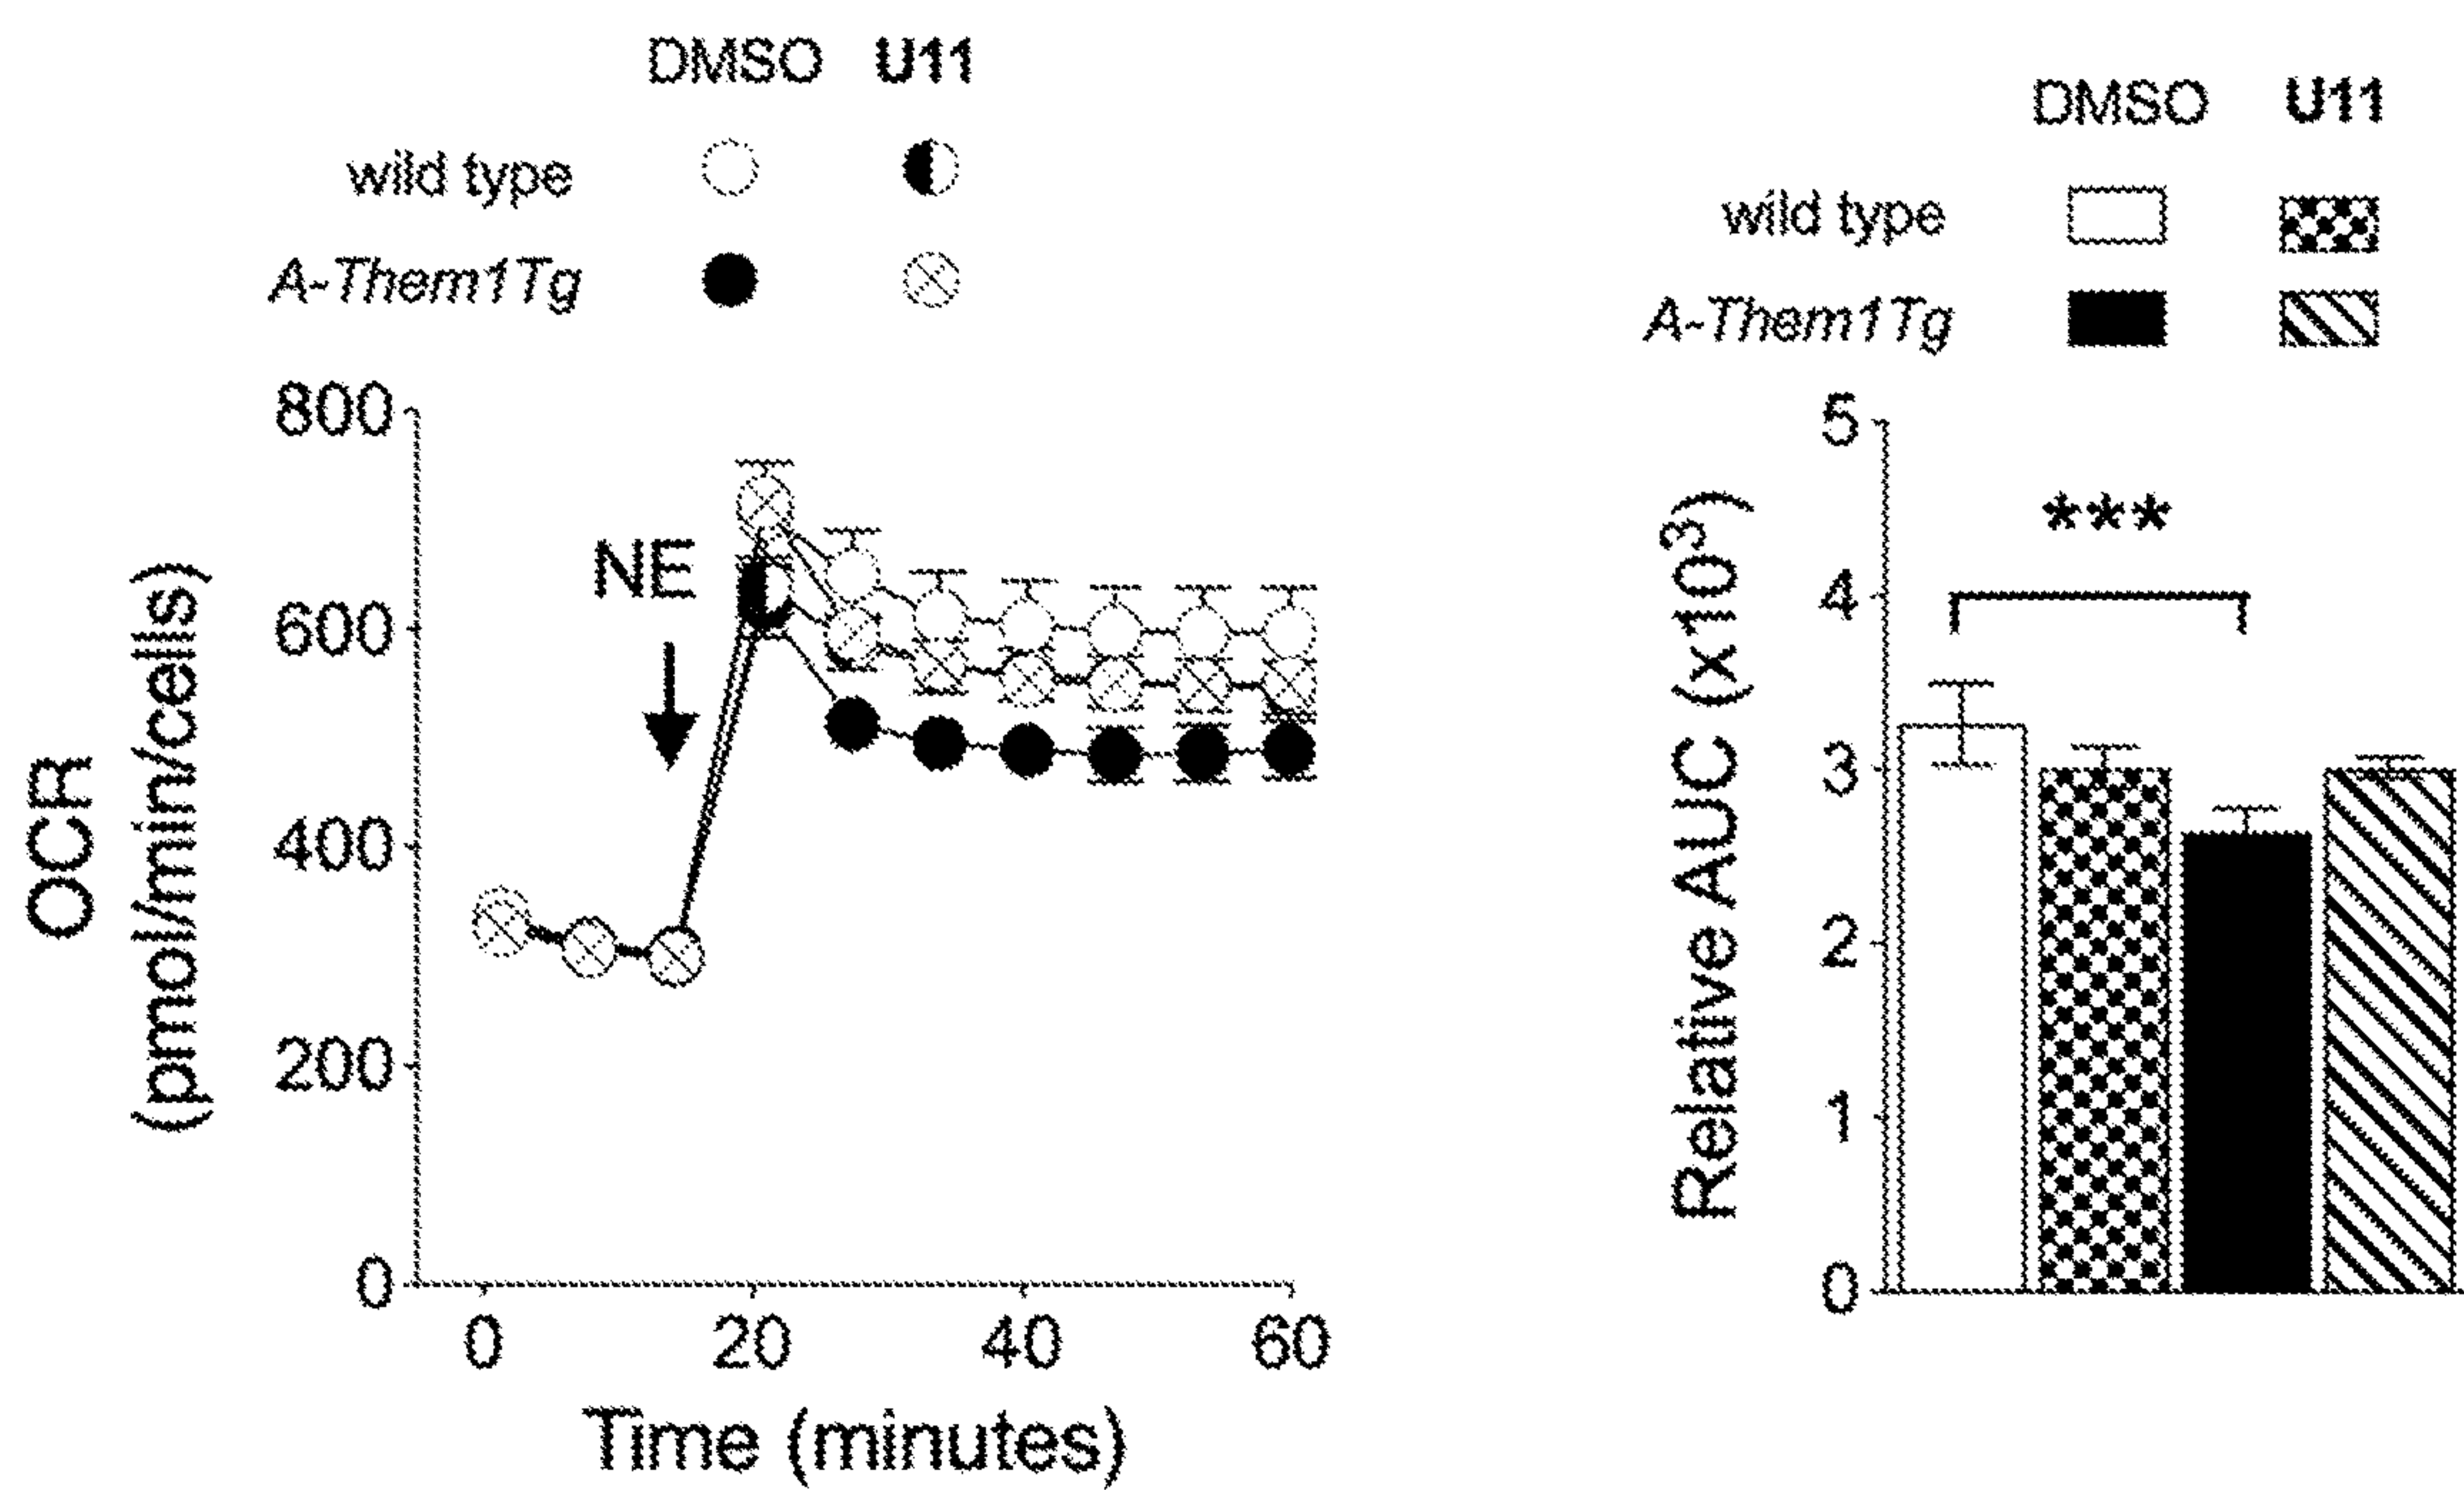 DMSO U11
wild type
A-Them1Tg
800
600
400
200
0
OCR
(pmol/min/cells)
NE
0 20 40 60
Time (minutes)
DMSO U11
wild type
A-Them1Tg
5
4
3
2
1
0
Relative AUC (x10³)
***